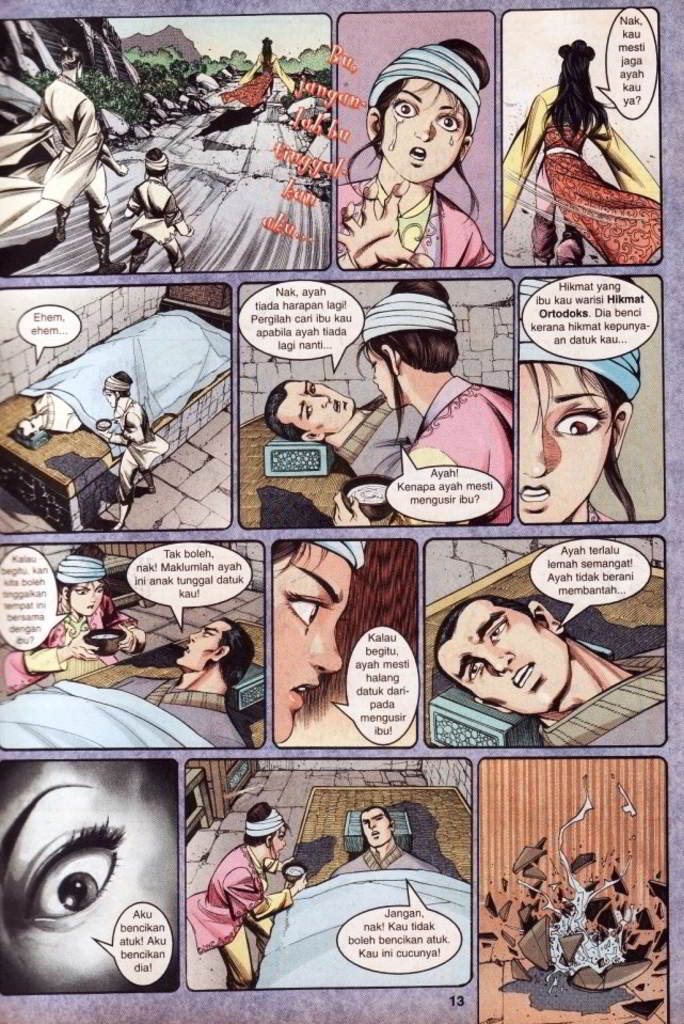 Bu,
jangan-
lah bu
tinggalkan
aku...
Nak,
kau
mesti
jaga
ayah
kau
ya?
Ehem,
ehem...
Nak, ayah
tiada harapan lagi!
Pergilah cari ibu kau
apabila ayah tiada
lagi nanti...
Ayah!
Kenapa ayah mesti
mengusir ibu?
Hikmat yang
ibu kau warisi Hikmat
Ortodoks. Dia benci
kerana hikmat kepunya-
an datuk kau...
Kalau
begitu, kan
kita boleh
tinggalkan
tempat ini
bersama
dengan
ibu?
Tak boleh,
nak! Maklumlah ayah
ini anak tunggal datuk
kau!
Kalau
begitu,
ayah mesti
halang
datuk dari-
pada
mengusir
ibu!
Ayah terlalu
lemah semangat!
Ayah tidak berani
membantah...
Aku
bencikan
atuk! Aku
bencikan
dia!
Jangan,
nak! Kau tidak
boleh bencikan atuk.
Kau ini cucunya!
13